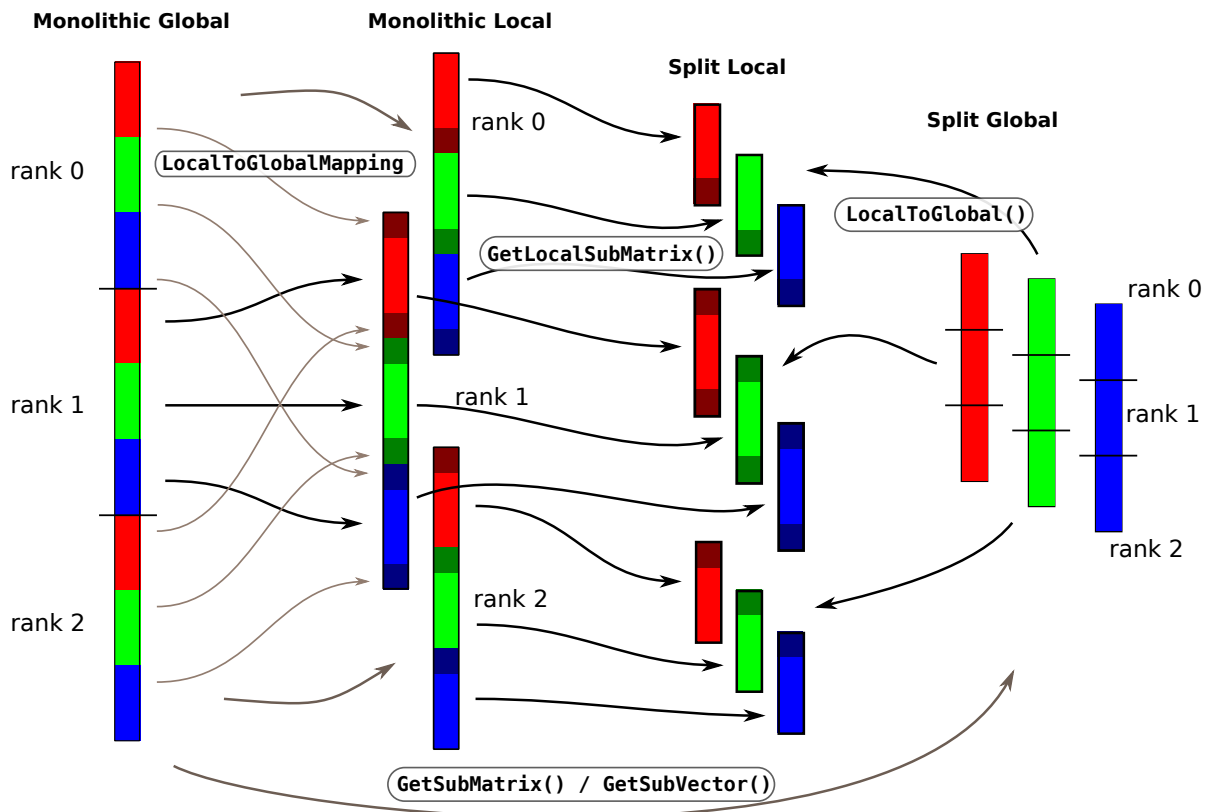 Monolithic Global
Monolithic Local
Split Local
Split Global
rank 0
LocalToGlobalMapping
rank 0
GetLocalSubMatrix()
LocalToGlobal()
rank 0
rank 1
rank 1
rank 1
rank 2
rank 2
rank 2
GetSubMatrix() / GetSubVector()